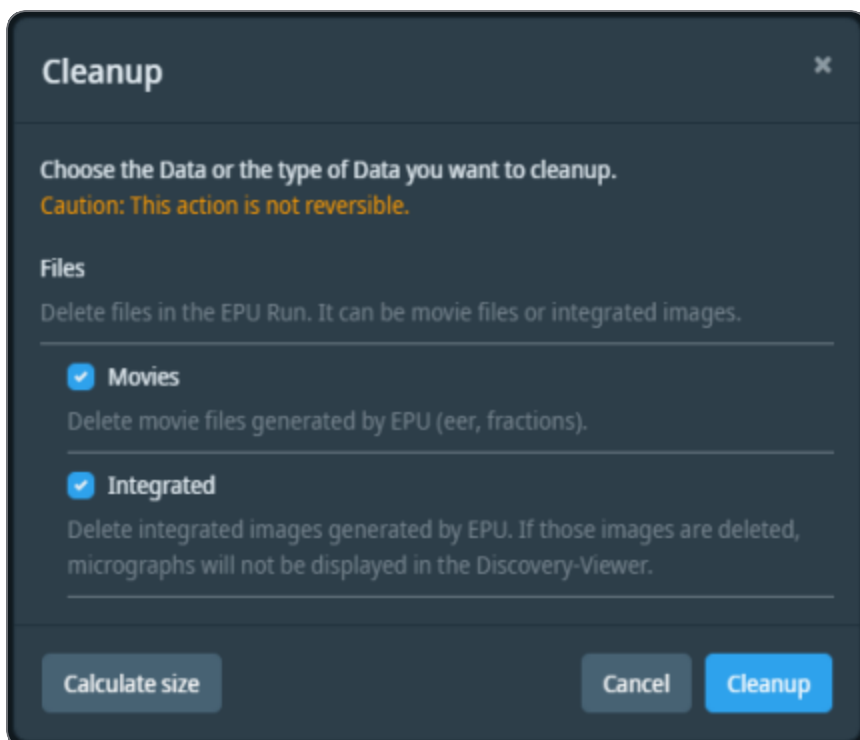 Cleanup
Choose the Data or the type of Data you want to cleanup.
Caution: This action is not reversible.
Files
Delete files in the EPU Run. It can be movie files or integrated images.
Movies
Delete movie files generated by EPU (eer, fractions).
Integrated
Delete integrated images generated by EPU. If those images are deleted,
micrographs will not be displayed in the Discovery-Viewer.
Calculate size
Cancel
Cleanup